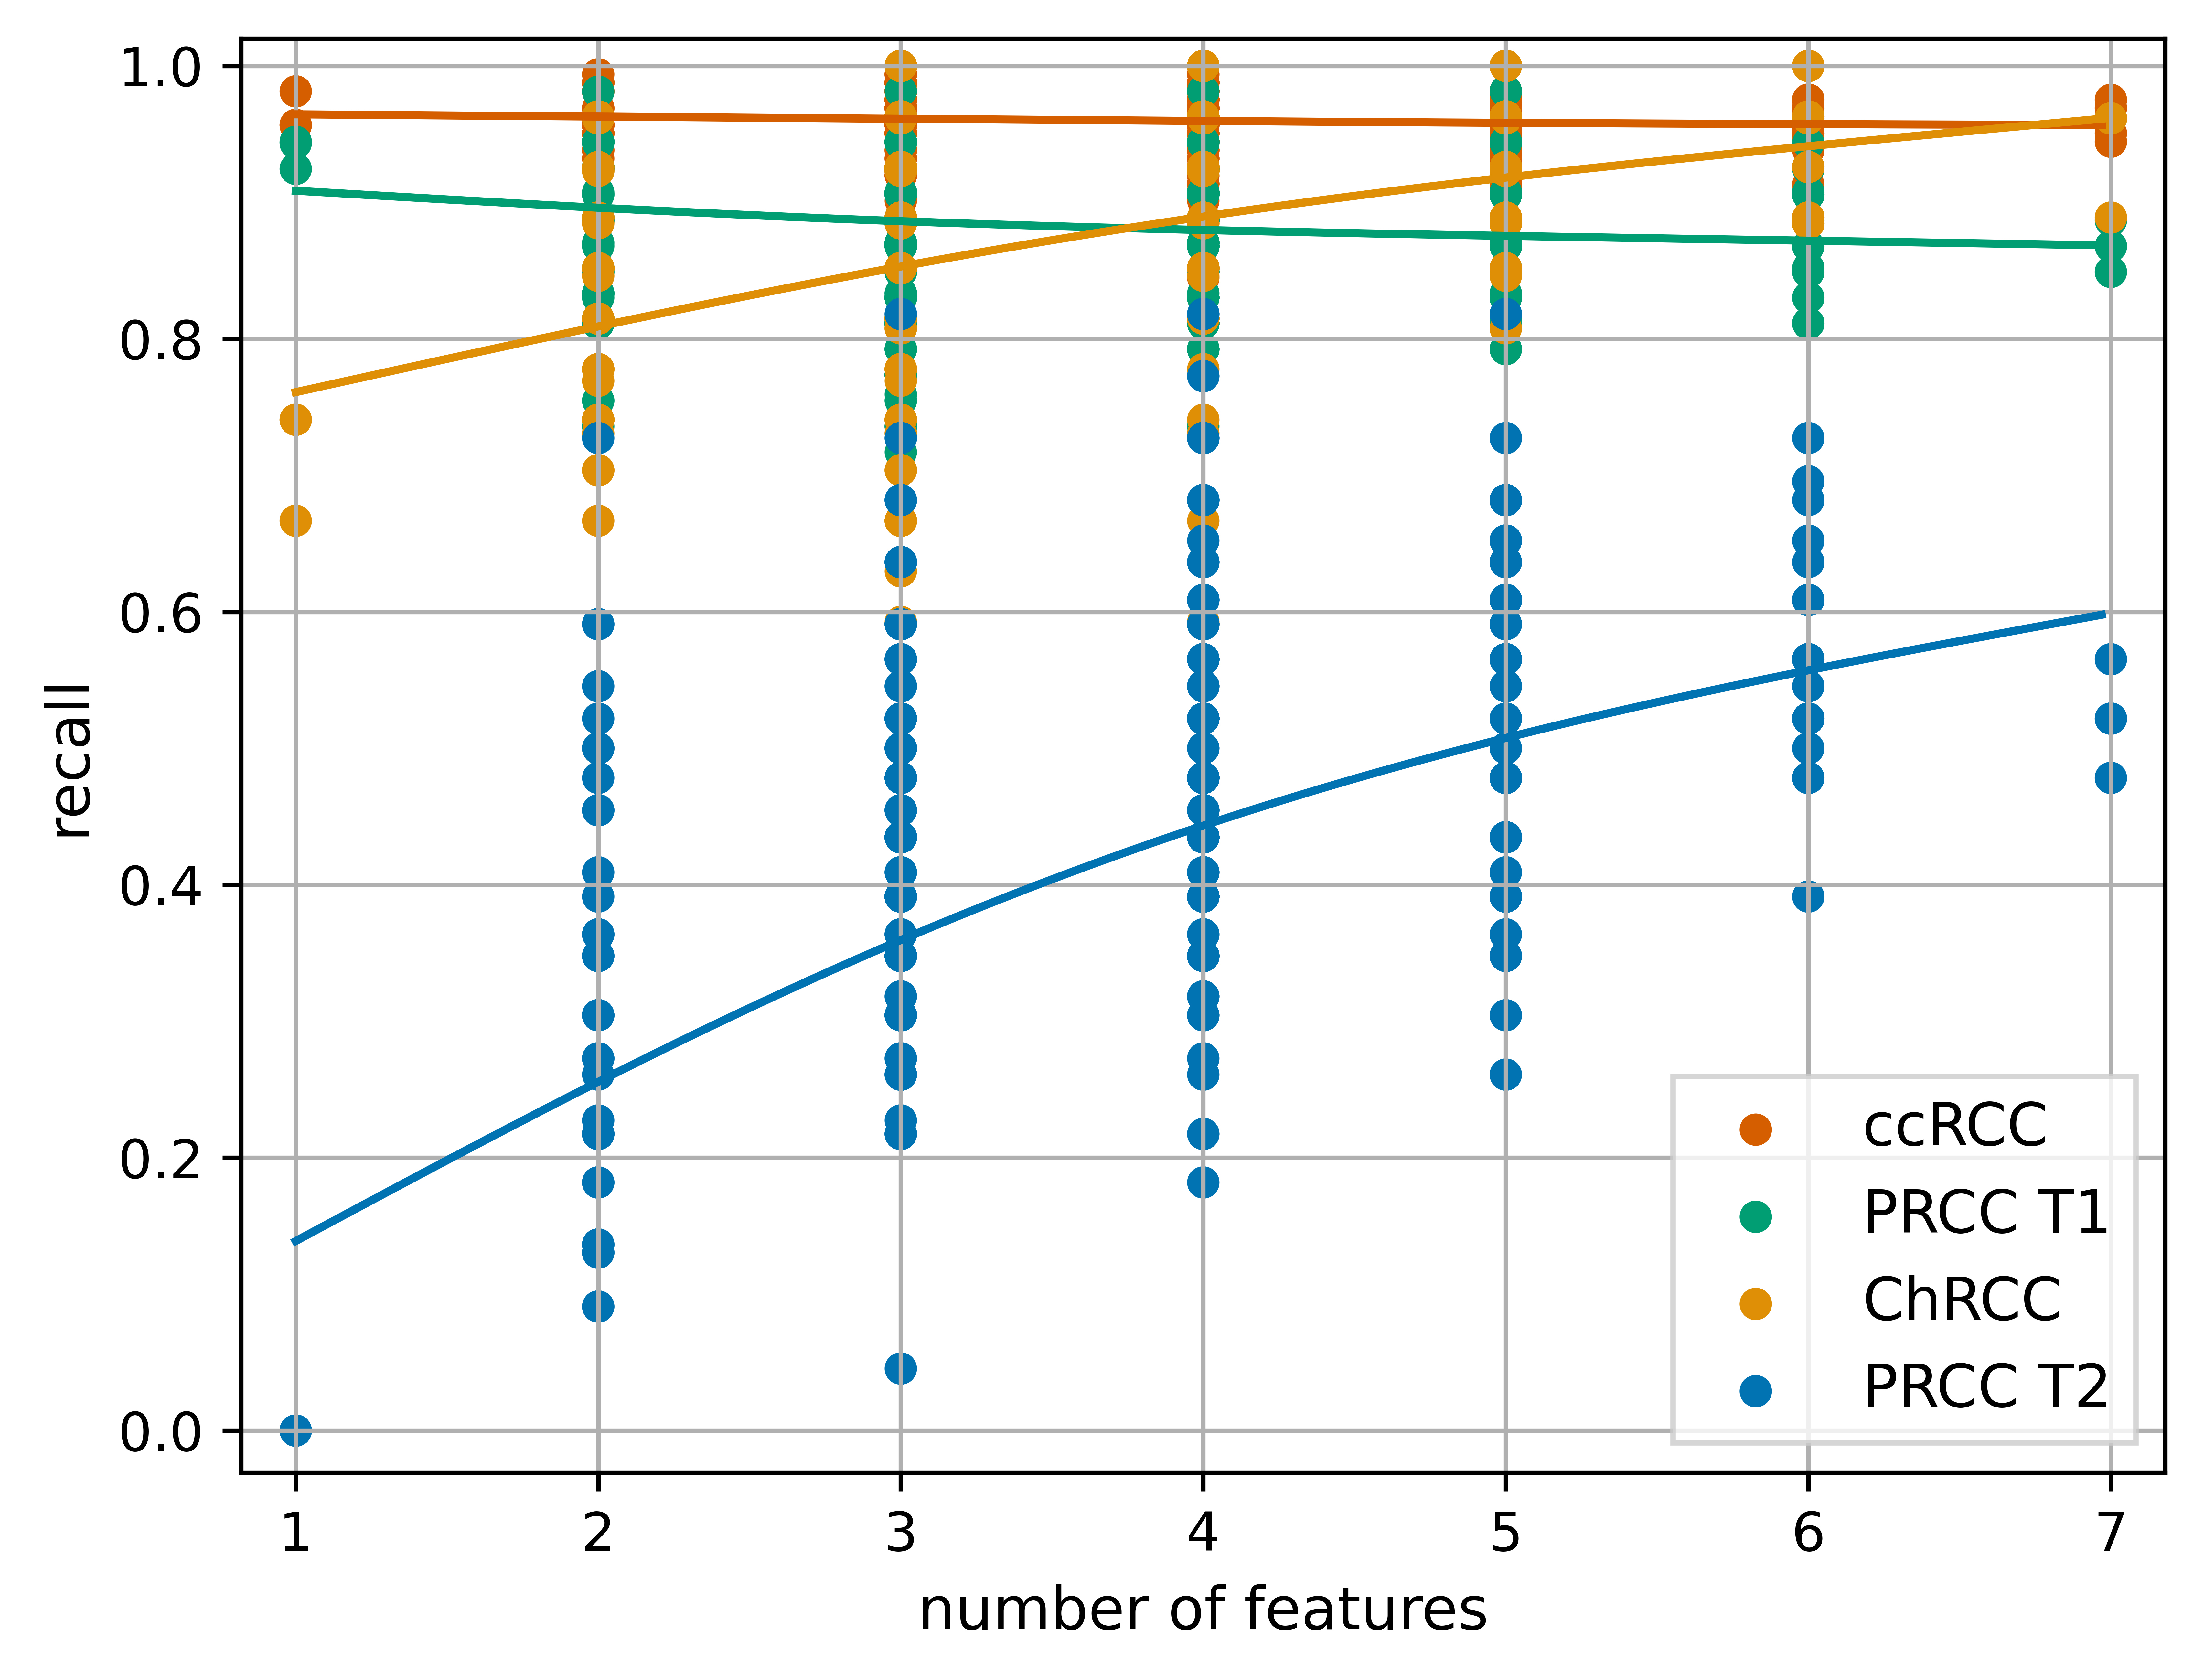 1.0
0.8
0.6
0.4
0.2
0.0
recall
1 2 3 4 5 6 7
number of features
ccRCC
PRCC T1
ChRCC
PRCC T2